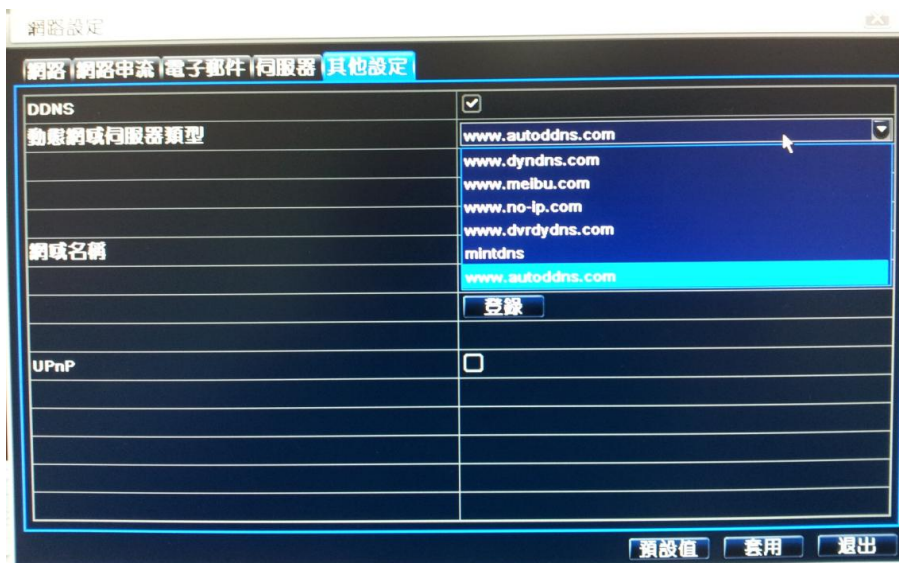 網路設定
網路 網路串流 電子郵件 伺服器 其他設定
DDNS
動態網域伺服器類型 www.autoddns.com
www.dyndns.com
www.meibu.com
www.no-ip.com
www.dvrdydns.com
網域名稱 mintdns
www.autoddns.com
登錄
UPnP
預設值 套用 退出